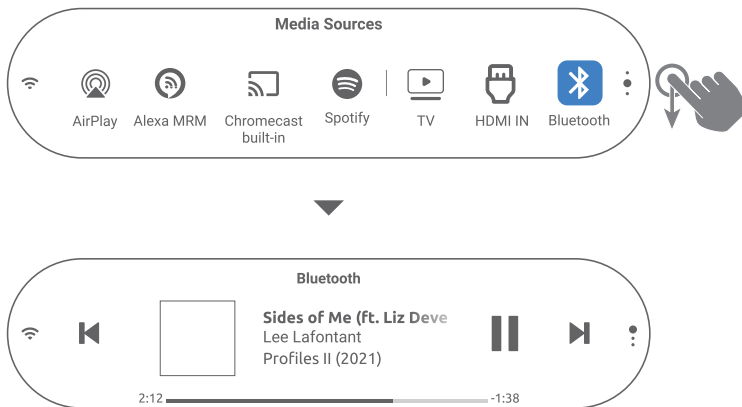 Media Sources
AirPlay Alexa MRM Chromecast built-in Spotify TV HDMI IN Bluetooth
Bluetooth
Sides of Me (ft. Liz Deve
Lee Lafontant
Profiles II (2021)
2:12 -1:38